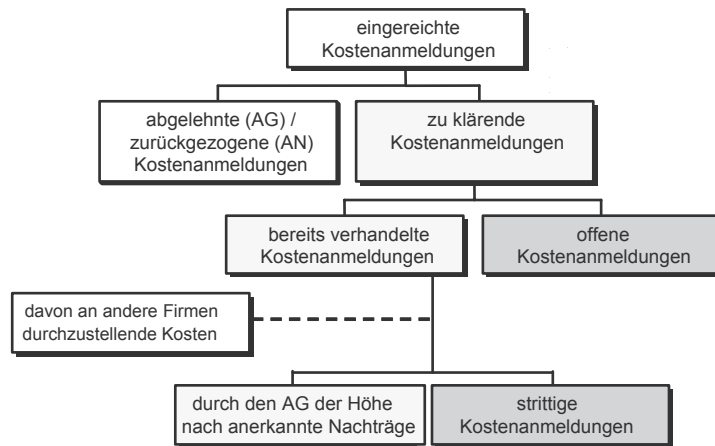 eingereichte
Kostenanmeldungen
abgelehnte (AG) /
zurückgezogene (AN)
Kostenanmeldungen
zu klärende
Kostenanmeldungen
bereits verhandelte
Kostenanmeldungen
offene
Kostenanmeldungen
davon an andere Firmen
durchzustellende Kosten
durch den AG der Höhe
nach anerkannte Nachträge
strittige
Kostenanmeldungen